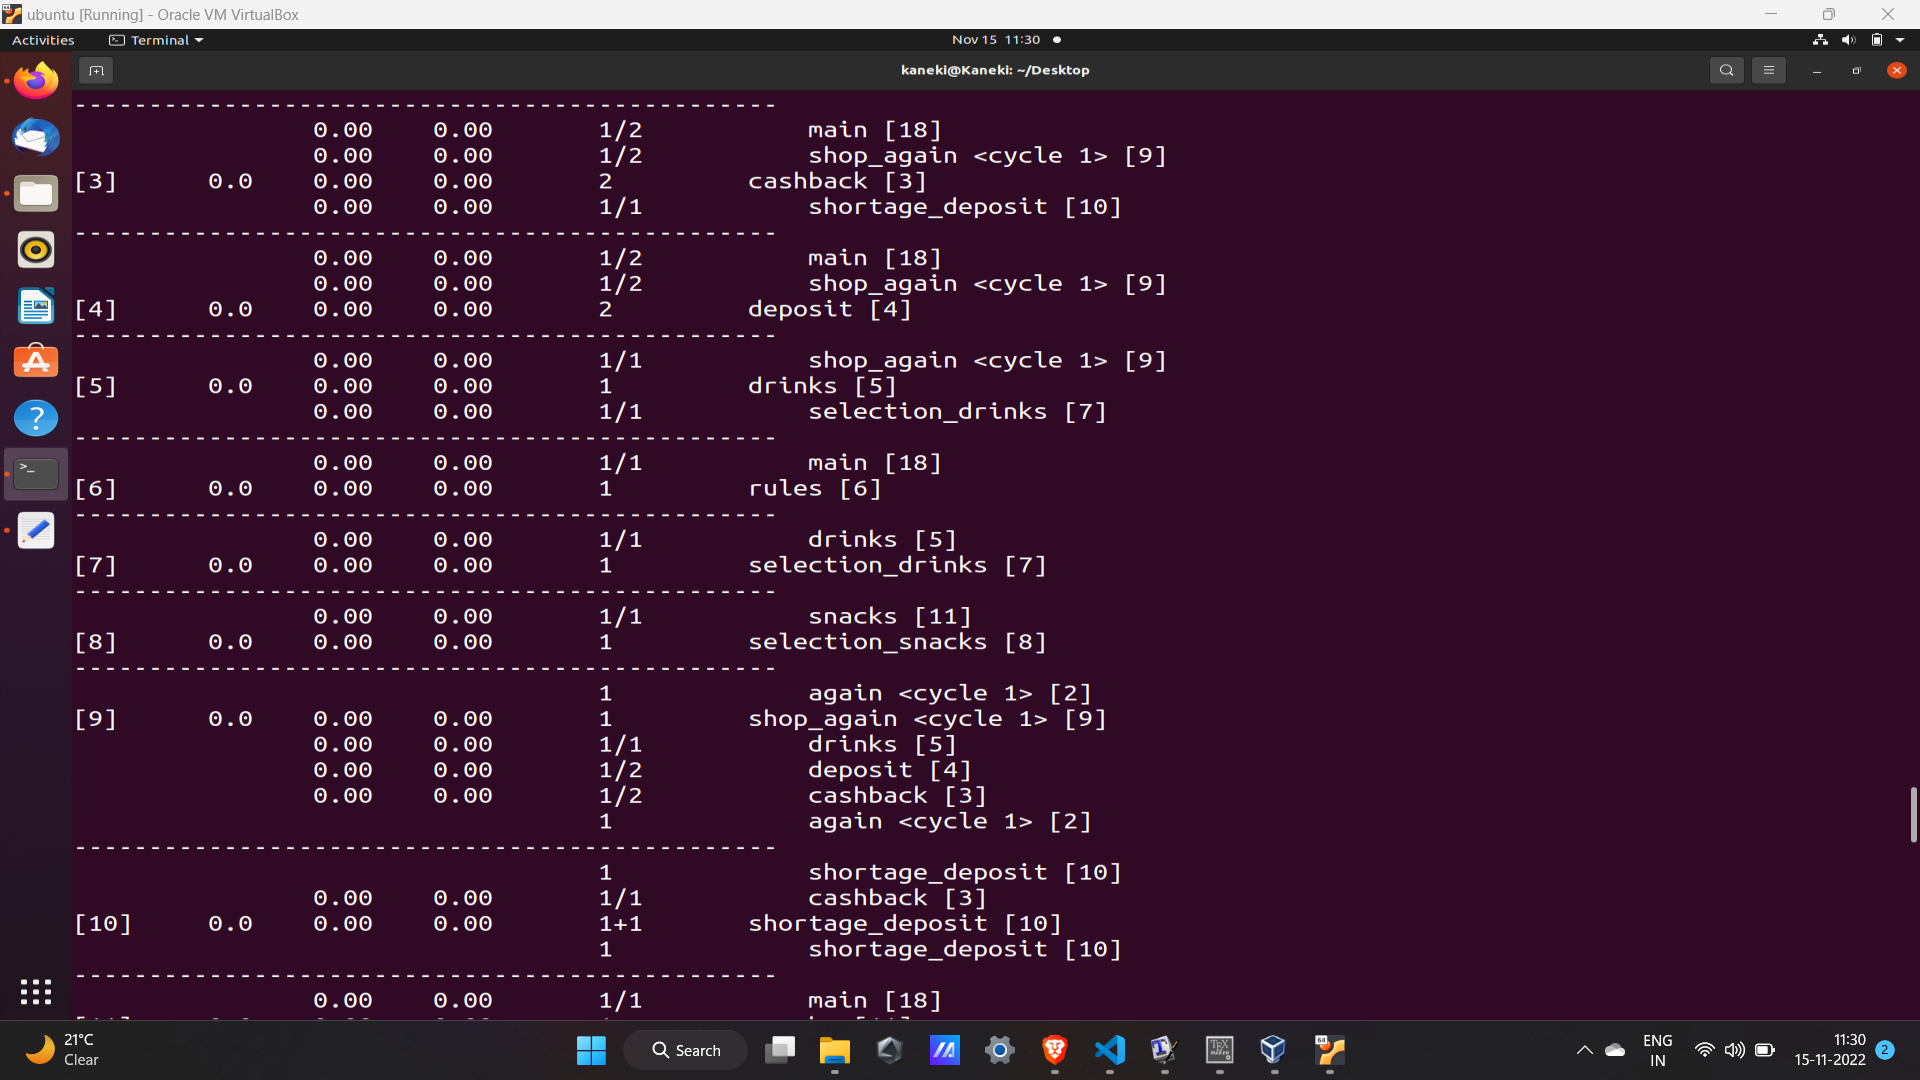 ubuntu [Running] - Oracle VM VirtualBox
Activities Terminal Nov 15 11:30
kaneki@Kaneki: ~/Desktop
-----------------------------------------------
                0.00    0.00       1/2           main [18]
                0.00    0.00       1/2           shop_again <cycle 1> [9]
[3]      0.0    0.00    0.00       2         cashback [3]
                0.00    0.00       1/1           shortage_deposit [10]
-----------------------------------------------
                0.00    0.00       1/2           main [18]
                0.00    0.00       1/2           shop_again <cycle 1> [9]
[4]      0.0    0.00    0.00       2         deposit [4]
-----------------------------------------------
                0.00    0.00       1/1           shop_again <cycle 1> [9]
[5]      0.0    0.00    0.00       1         drinks [5]
                0.00    0.00       1/1           selection_drinks [7]
-----------------------------------------------
                0.00    0.00       1/1           main [18]
[6]      0.0    0.00    0.00       1         rules [6]
-----------------------------------------------
                0.00    0.00       1/1           drinks [5]
[7]      0.0    0.00    0.00       1         selection_drinks [7]
-----------------------------------------------
                0.00    0.00       1/1           snacks [11]
[8]      0.0    0.00    0.00       1         selection_snacks [8]
-----------------------------------------------
                                   1             again <cycle 1> [2]
[9]      0.0    0.00    0.00       1         shop_again <cycle 1> [9]
                0.00    0.00       1/1           drinks [5]
                0.00    0.00       1/2           deposit [4]
                0.00    0.00       1/2           cashback [3]
                                   1             again <cycle 1> [2]
-----------------------------------------------
                                   1             shortage_deposit [10]
                0.00    0.00       1/1           cashback [3]
[10]     0.0    0.00    0.00       1+1       shortage_deposit [10]
                                   1             shortage_deposit [10]
-----------------------------------------------
                0.00    0.00       1/1           main [18]
21°C
Clear
Search
ENG
IN
11:30
15-11-2022
2